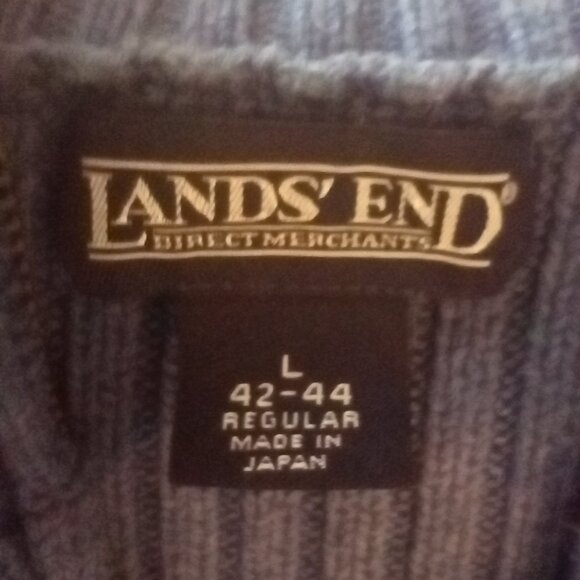 LANDS' END®
DIRECT MERCHANTS
L
42-44
REGULAR
MADE IN
JAPAN